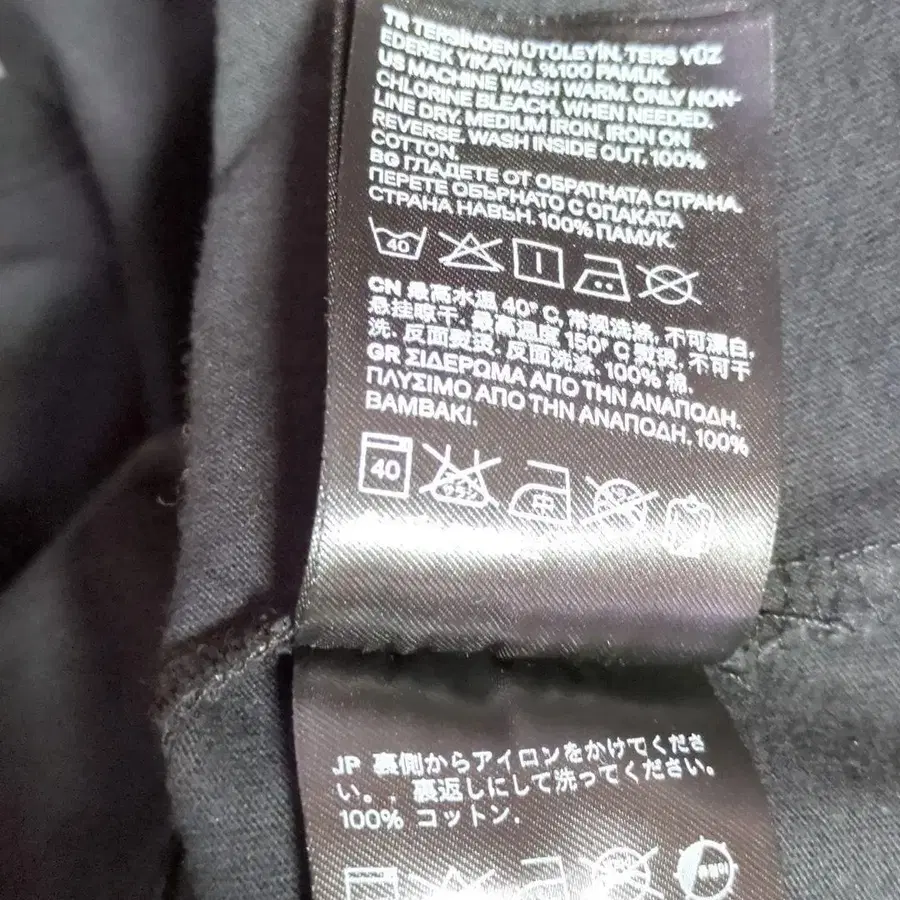 TR TERSİNDEN ÜTÜLEYİN. TERS YÜZ
EDEREK YIKAYIN. %100 PAMUK.
US MACHINE WASH WARM. ONLY NON-
CHLORINE BLEACH, WHEN NEEDED.
LINE DRY. MEDIUM IRON. IRON ON
REVERSE. WASH INSIDE OUT. 100%
COTTON.
BG ГЛАДЕТЕ ОТ ОБРАТНАТА СТРАНА.
ПЕРЕТЕ ОБЪРНАТО С ОПАКАТА
СТРАНА НАВЪН. 100% ПАМУК.
40
CN 最高水温 40° C, 常规洗涤, 不可漂白,
悬挂晾干, 最高温度 150° C 熨烫, 不可干
洗. 反面熨烫. 反面洗涤. 100% 棉.
GR ΣΙΔΕΡΩΜΑ ΑΠΟ ΤΗΝ ΑΝΑΠΟΔΗ.
ΠΛΥΣΙΜΟ ΑΠΟ ΤΗΝ ΑΝΑΠΟΔΗ. 100%
ΒΑΜΒΑΚΙ.
40 中
JP 裏側からアイロンをかけてくださ
い。. 裏返しにして洗ってください。
100% コットン.